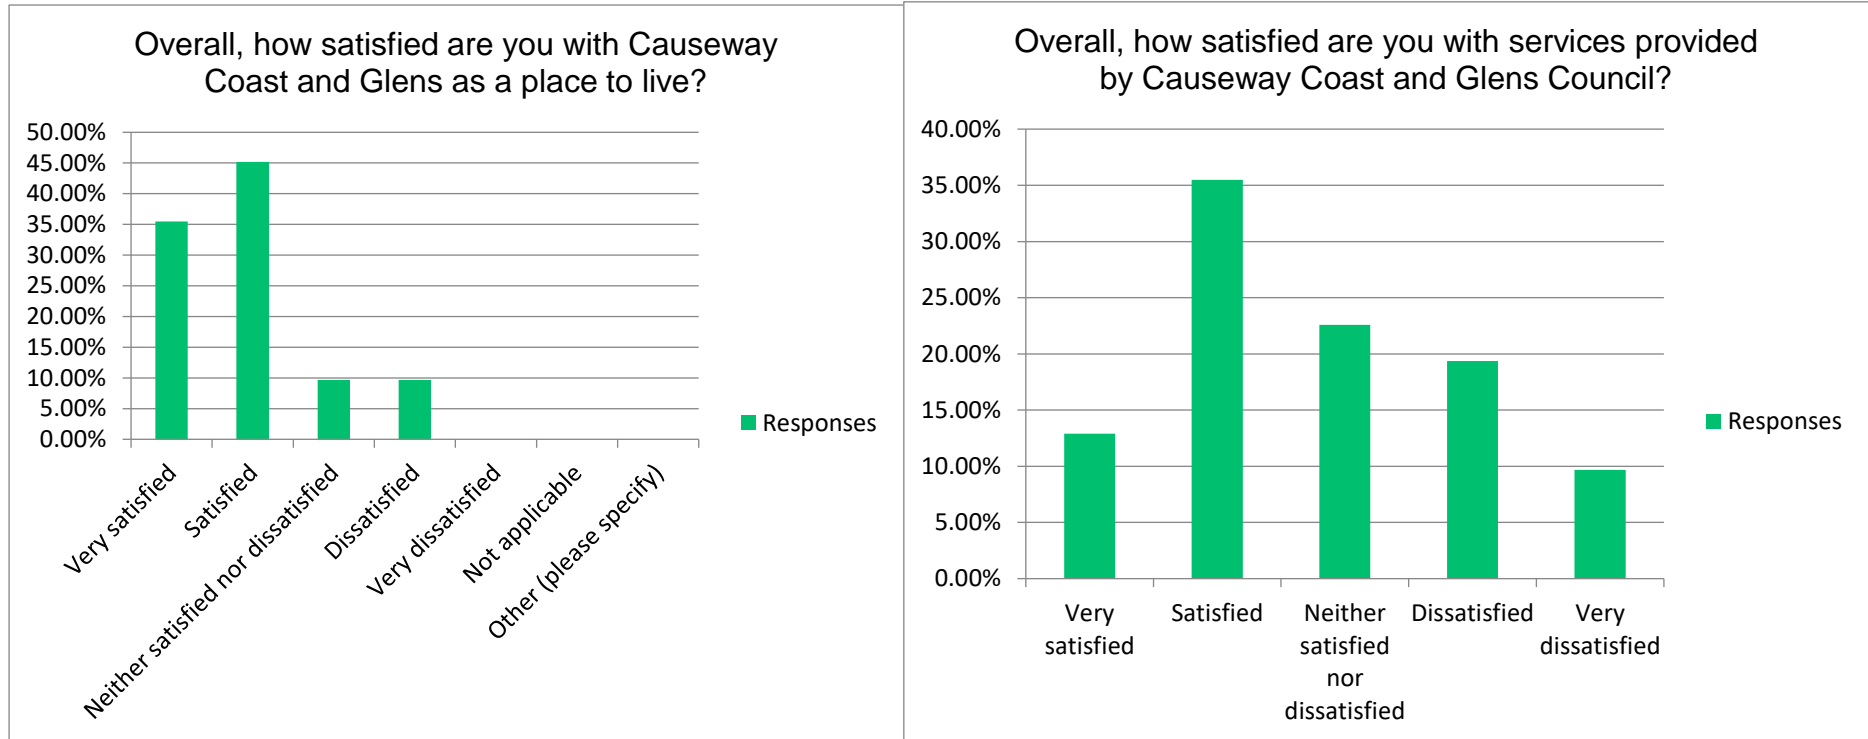 Overall, how satisfied are you with Causeway
Coast and Glens as a place to live?
50.00%
45.00%
40.00%
35.00%
30.00%
25.00%
20.00%
15.00%
10.00%
5.00%
0.00%
Very satisfied
Satisfied
Neither satisfied nor dissatisfied
Dissatisfied
Very dissatisfied
Not applicable
Other (please specify)
Responses
Overall, how satisfied are you with services provided
by Causeway Coast and Glens Council?
40.00%
35.00%
30.00%
25.00%
20.00%
15.00%
10.00%
5.00%
0.00%
Very
satisfied
Satisfied
Neither
satisfied
nor
dissatisfied
Dissatisfied
Very
dissatisfied
Responses